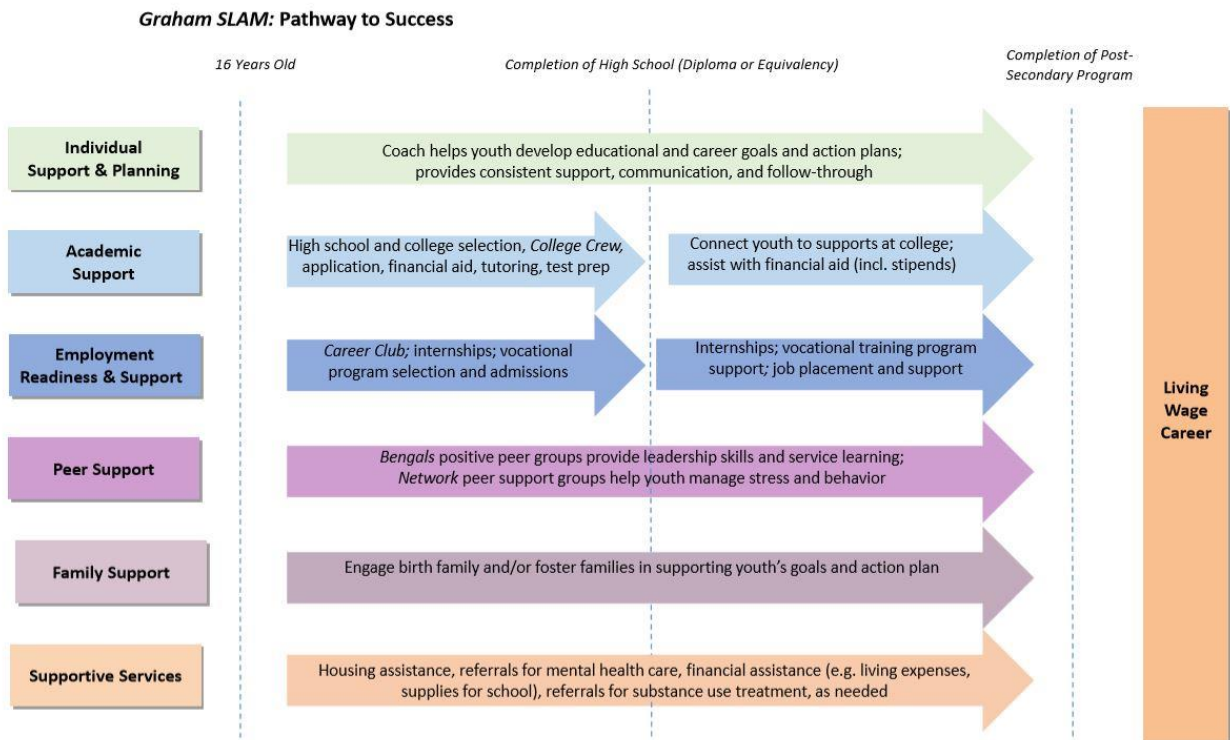 Graham SLAM: Pathway to Success
16 Years Old
Completion of High School (Diploma or Equivalency)
Completion of Post-
Secondary Program
Individual
Support & Planning
Coach helps youth develop educational and career goals and action plans;
provides consistent support, communication, and follow-through
Academic
Support
High school and college selection, College Crew,
application, financial aid, tutoring, test prep
Connect youth to supports at college;
assist with financial aid (incl. stipends)
Employment
Readiness & Support
Career Club; internships; vocational
program selection and admissions
Internships; vocational training program
support; job placement and support
Peer Support
Bengals positive peer groups provide leadership skills and service learning;
Network peer support groups help youth manage stress and behavior
Family Support
Engage birth family and/or foster families in supporting youth’s goals and action plan
Supportive Services
Housing assistance, referrals for mental health care, financial assistance (e.g. living expenses,
supplies for school), referrals for substance use treatment, as needed
Living
Wage
Career